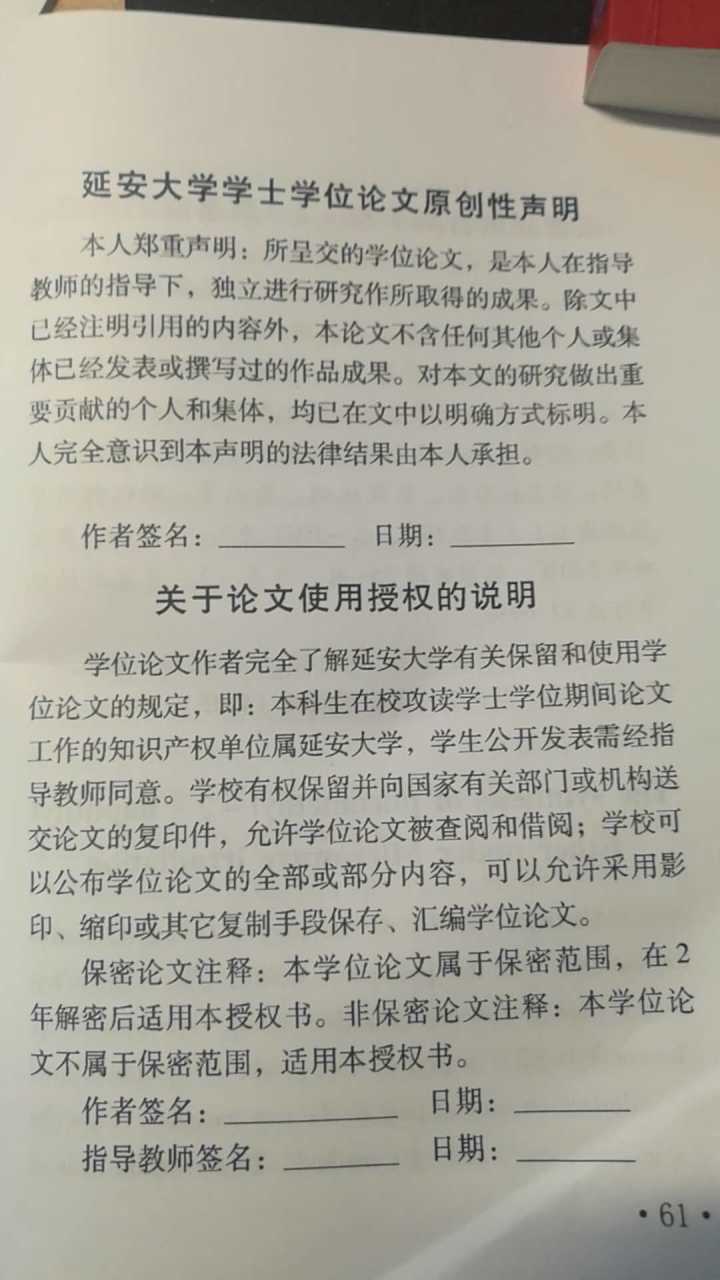 延安大学学士学位论文原创性声明
本人郑重声明：所呈交的学位论文，是本人在指导
教师的指导下，独立进行研究作所取得的成果。除文中
已经注明引用的内容外，本论文不含任何其他个人或集
体已经发表或撰写过的作品成果。对本文的研究做出重
要贡献的个人和集体，均已在文中以明确方式标明。本
人完全意识到本声明的法律结果由本人承担。
作者签名：__________ 日期：__________
关于论文使用授权的说明
学位论文作者完全了解延安大学有关保留和使用学
位论文的规定，即：本科生在校攻读学士学位期间论文
工作的知识产权单位属延安大学，学生公开发表需经指
导教师同意。学校有权保留并向国家有关部门或机构送
交论文的复印件，允许学位论文被查阅和借阅；学校可
以公布学位论文的全部或部分内容，可以允许采用影
印、缩印或其它复制手段保存、汇编学位论文。
保密论文注释：本学位论文属于保密范围，在2
年解密后适用本授权书。非保密论文注释：本学位论
文不属于保密范围，适用本授权书。
作者签名：______________ 日期：__________
指导教师签名：__________ 日期：__________
·61·